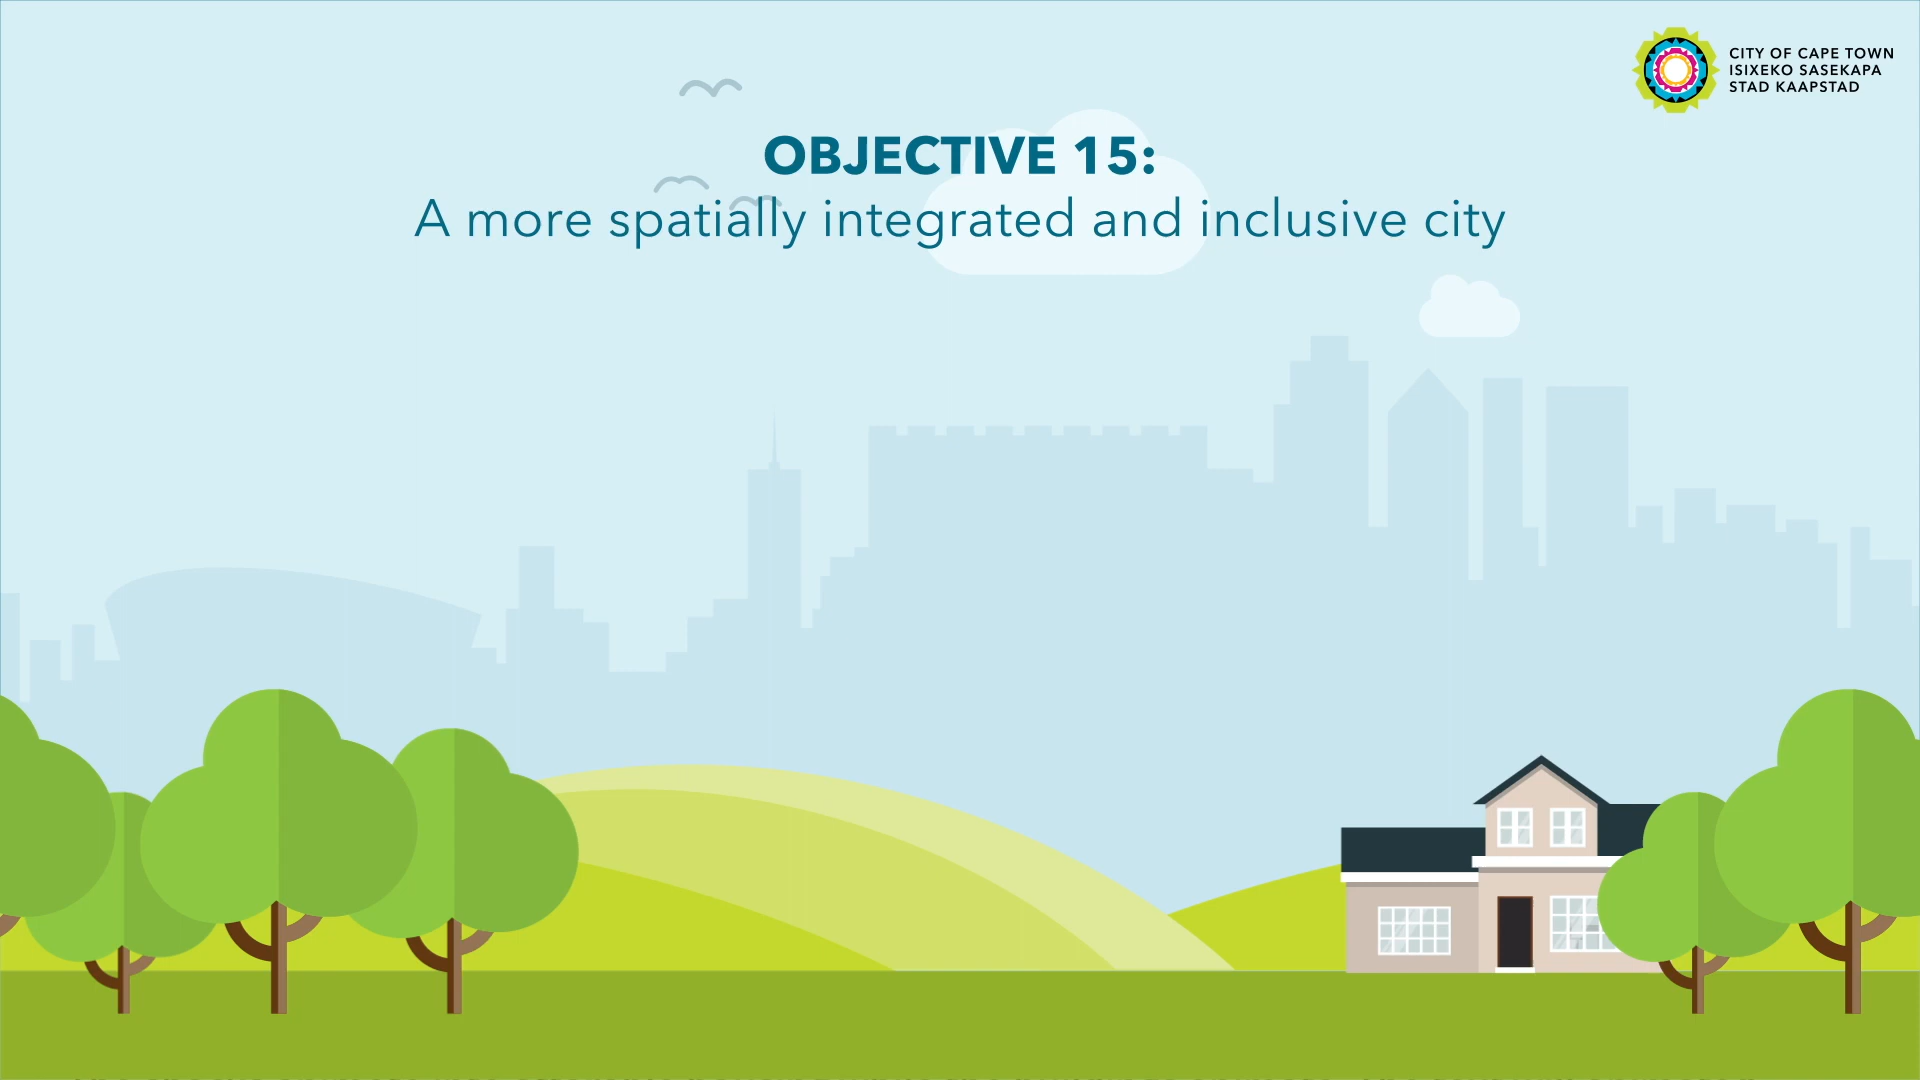 CITY OF CAPE TOWN
ISIXEKO SASEKAPA
STAD KAAPSTAD
OBJECTIVE 15:
A more spatially integrated and inclusive city